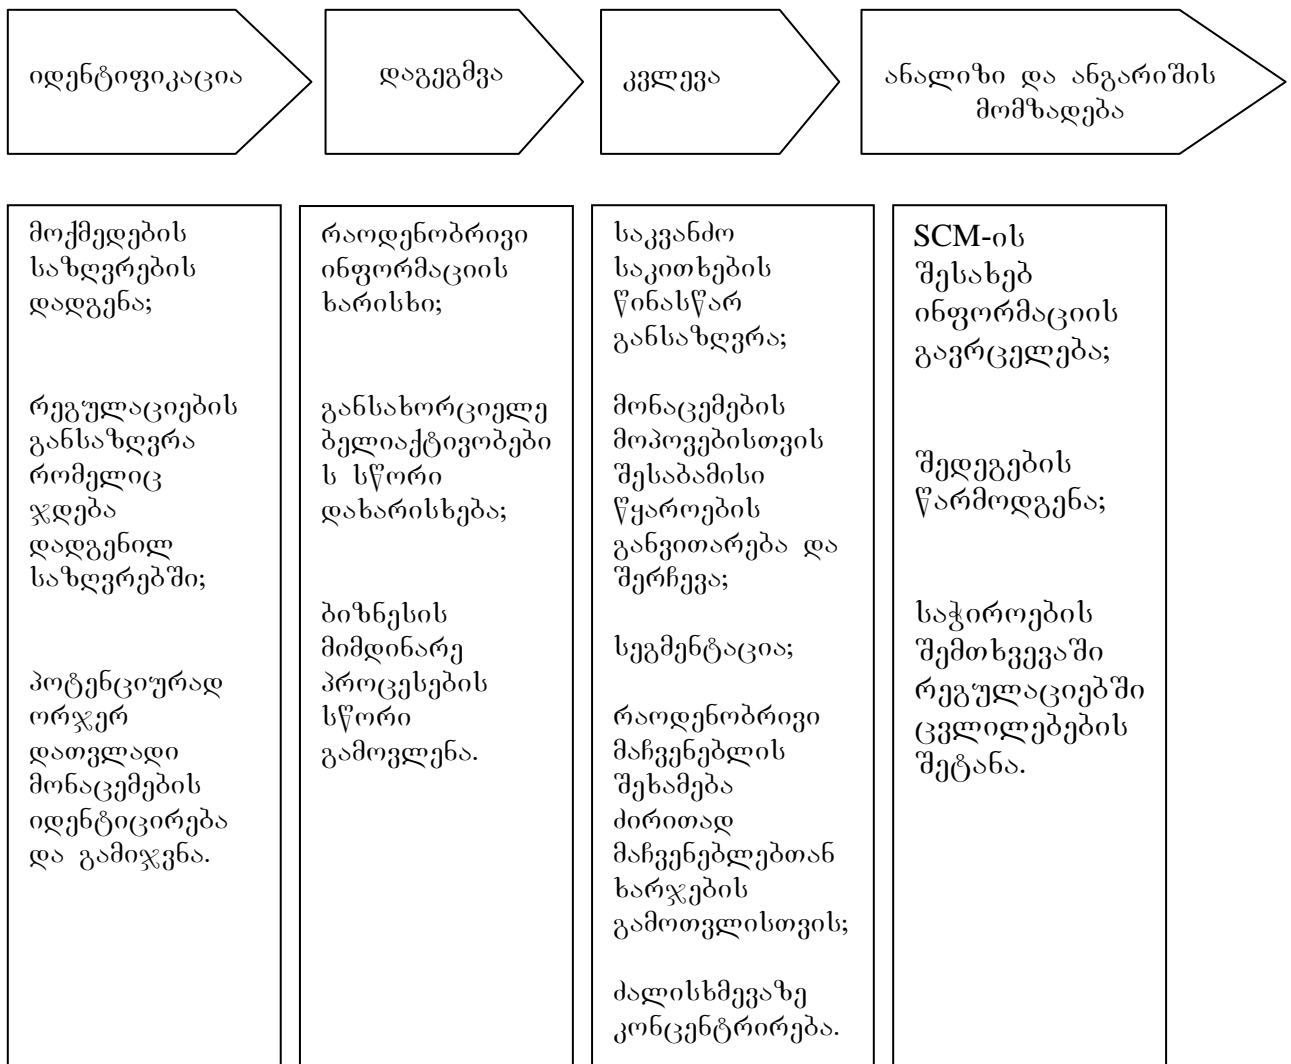 იდენტიფიკაცია
დაგეგმვა
კვლევა
ანალიზი და ანგარიშის
მომზადება
მოქმედების
საზღვრების
დადგენა;
რეგულაციების
განსაზღვრა
რომელიც
ჯდება
დადგენილ
საზღვრებში;
პოტენციურად
ორჯერ
დათვლადი
მონაცემების
იდენტიცირება
და გამიჯვნა.
რაოდენობრივი
ინფორმაციის
ხარისხი;
განსახორციელე
ბელიაქტივობები
ს სწორი
დახარისხება;
ბიზნესის
მიმდინარე
პროცესების
სწორი
გამოვლენა.
საკვანძო
საკითხების
წინასწარ
განსაზღვრა;
მონაცემების
მოპოვებისთვის
შესაბამისი
წყაროების
განვითარება და
შერჩევა;
სეგმენტაცია;
რაოდენობრივი
მაჩვენებლის
შეხამება
ძირითად
მაჩვენებლებთან
ხარჯების
გამოთვლისთვის;
ძალისხმევაზე
კონცენტრირება.
SCM-ის
შესახებ
ინფორმაციის
გავრცელება;
შედეგების
წარმოდგენა;
საჭიროების
შემთხვევაში
რეგულაციებში
ცვლილებების
შეტანა.